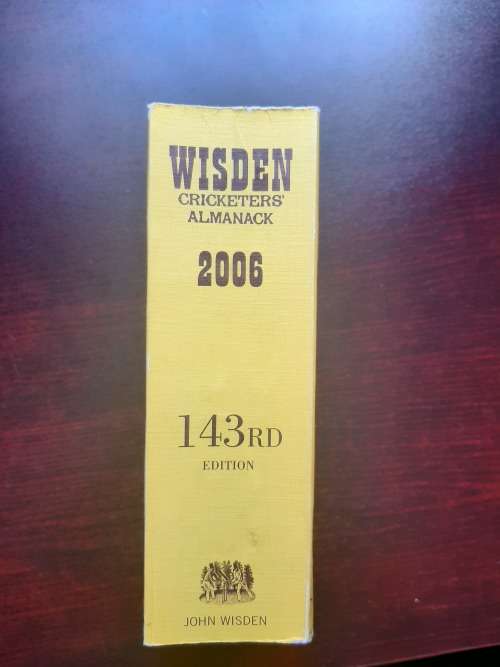 WISDEN
CRICKETERS'
ALMANACK
2006
143RD
EDITION
JOHN WISDEN